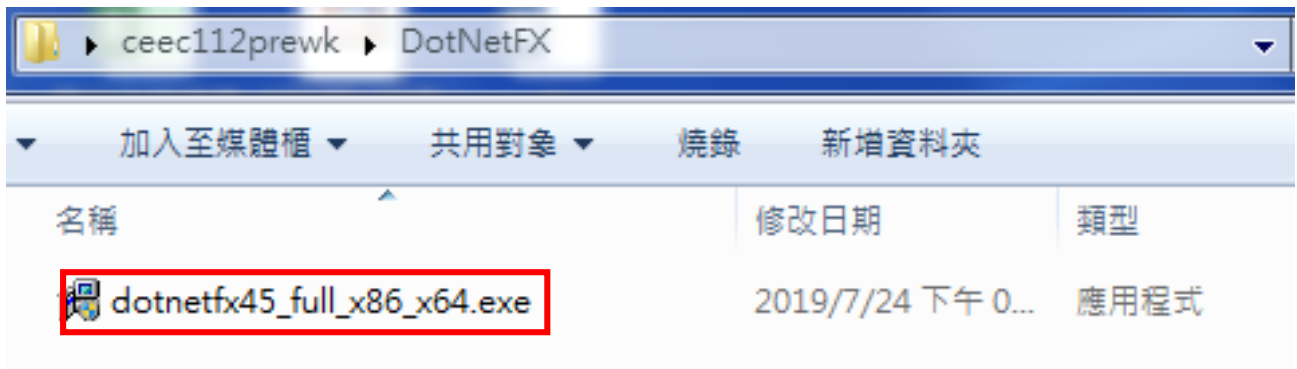 ceec112prewk DotNetFX
加入至媒體櫃 共用對象 燒錄 新增資料夾
名稱 修改日期 類型
dotnetfx45_full_x86_x64.exe 2019/7/24 下午 0... 應用程式